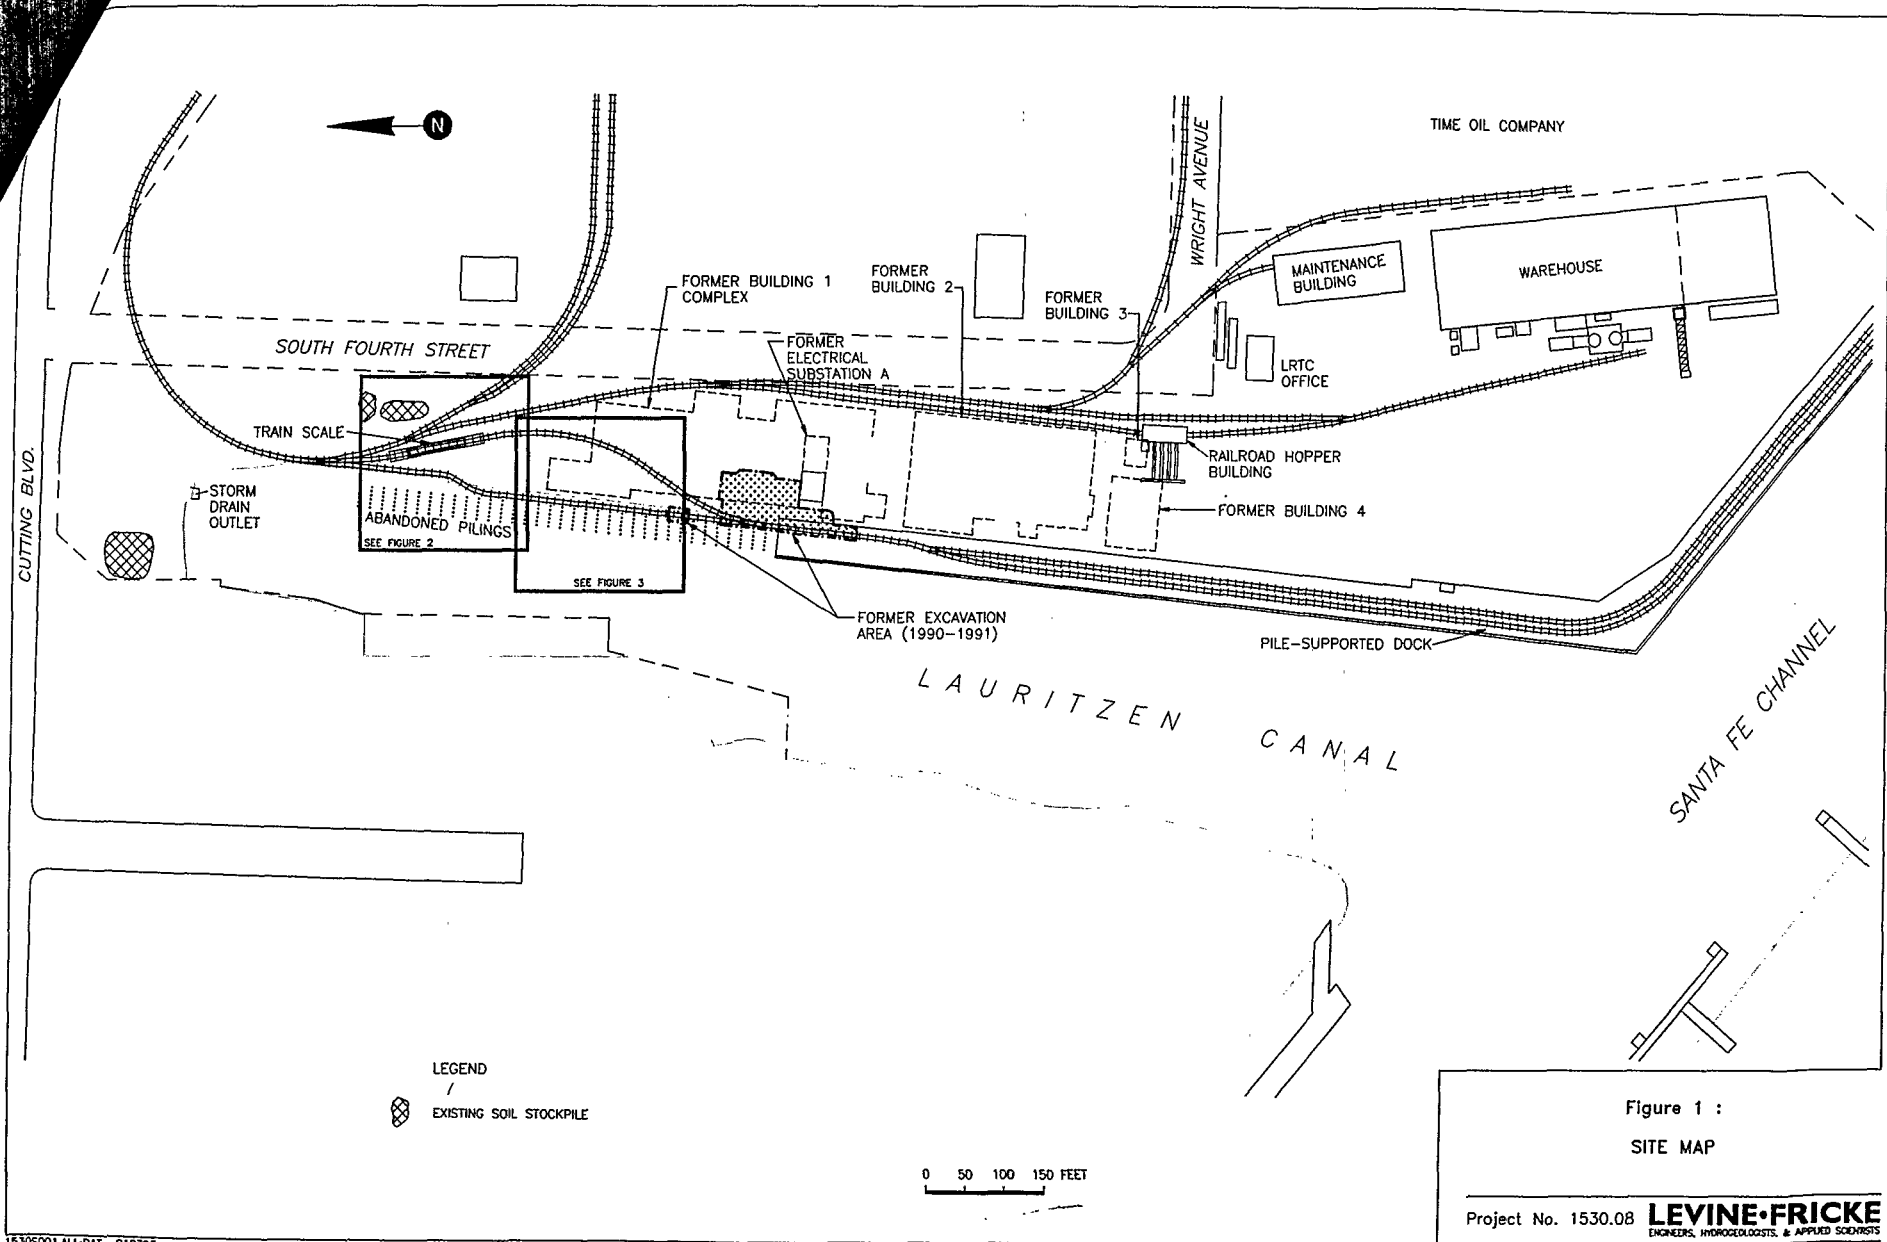 N
TIME OIL COMPANY
WRIGHT AVENUE
FORMER BUILDING 1
COMPLEX
FORMER
BUILDING 2
FORMER
BUILDING 3
MAINTENANCE
BUILDING
WAREHOUSE
SOUTH FOURTH STREET
FORMER
ELECTRICAL
SUBSTATION A
LRTC
OFFICE
TRAIN SCALE
CUTTING BLVD.
STORM
DRAIN
OUTLET
ABANDONED PILINGS
SEE FIGURE 2
SEE FIGURE 3
RAILROAD HOPPER
BUILDING
FORMER BUILDING 4
FORMER EXCAVATION
AREA (1990-1991)
PILE-SUPPORTED DOCK
LAURITZEN CANAL
SANTA FE CHANNEL
LEGEND
EXISTING SOIL STOCKPILE
0 50 100 150 FEET
Figure 1 :
SITE MAP
Project No. 1530.08
LEVINE•FRICKE
ENGINEERS, HYDROGEOLOGISTS, & APPLIED SCIENTISTS